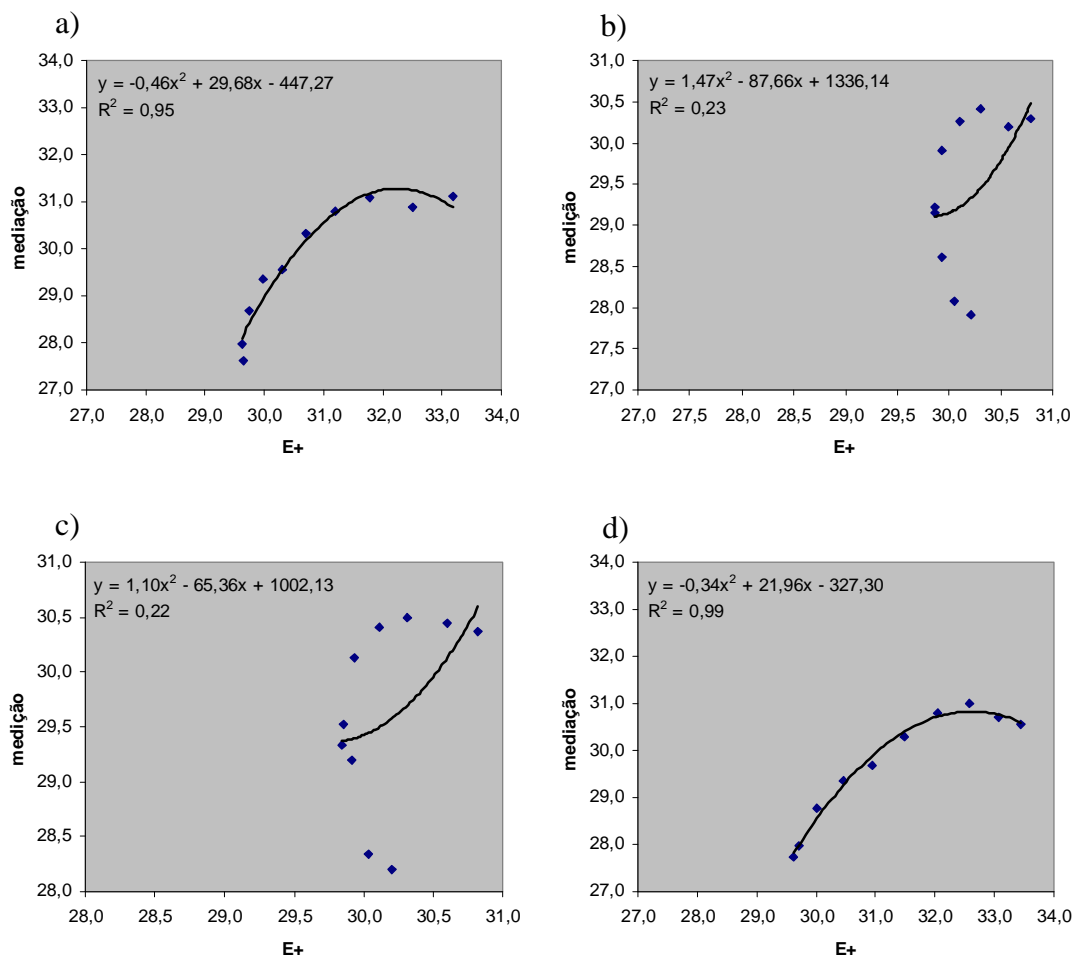 a)
y = -0,46x² + 29,68x - 447,27
R² = 0,95
34,0
33,0
32,0
31,0
30,0
29,0
28,0
27,0
mediação
27,0 28,0 29,0 30,0 31,0 32,0 33,0 34,0
E+
b)
y = 1,47x² - 87,66x + 1336,14
R² = 0,23
31,0
30,5
30,0
29,5
29,0
28,5
28,0
27,5
27,0
medição
27,0 27,5 28,0 28,5 29,0 29,5 30,0 30,5 31,0
E+
c)
y = 1,10x² - 65,36x + 1002,13
R² = 0,22
31,0
30,5
30,0
29,5
29,0
28,5
28,0
medição
28,0 28,5 29,0 29,5 30,0 30,5 31,0
E+
d)
y = -0,34x² + 21,96x - 327,30
R² = 0,99
34,0
33,0
32,0
31,0
30,0
29,0
28,0
27,0
mediação
27,0 28,0 29,0 30,0 31,0 32,0 33,0 34,0
E+